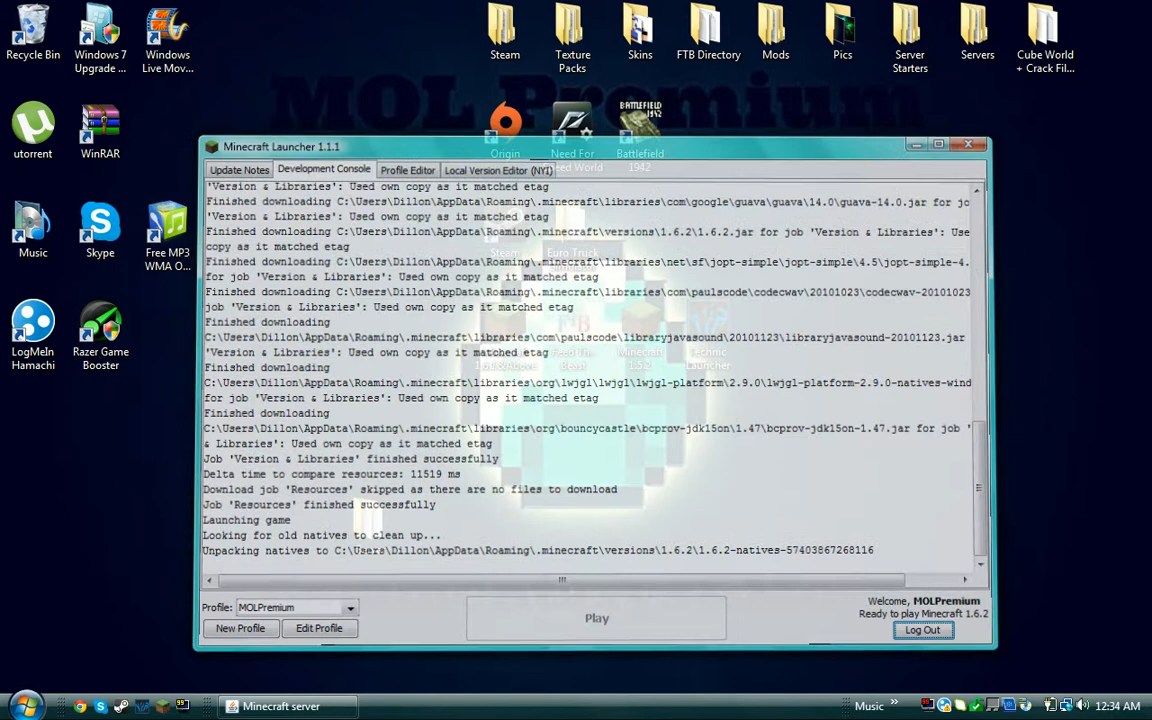 Recycle Bin
Windows 7
Upgrade ...
Windows
Live Mov...
Steam
Texture
Packs
Skins
FTB Directory
Mods
Pics
Server
Starters
Servers
Cube World
+ Crack Fil...
MOL Premium
utorrent
WinRAR
BATTLEFIELD
1942
Origin
Need For
Need World
Battlefield
1942
Minecraft Launcher 1.1.1
Update Notes
Development Console
Profile Editor
Local Version Editor (NYI)
'Version & Libraries': Used own copy as it matched etag
Finished downloading C:\Users\Dillon\AppData\Roaming\.minecraft\libraries\com\google\guava\guava\14.0\guava-14.0.jar for jo
'Version & Libraries': Used own copy as it matched etag
Finished downloading C:\Users\Dillon\AppData\Roaming\.minecraft\versions\1.6.2\1.6.2.jar for job 'Version & Libraries': Use
copy as it matched etag
Finished downloading C:\Users\Dillon\AppData\Roaming\.minecraft\libraries\net\sf\jopt-simple\jopt-simple\4.5\jopt-simple-4.
for job 'Version & Libraries': Used own copy as it matched etag
Finished downloading C:\Users\Dillon\AppData\Roaming\.minecraft\libraries\com\paulscode\codecwav\20101023\codecwav-20101023
job 'Version & Libraries': Used own copy as it matched etag
Finished downloading
C:\Users\Dillon\AppData\Roaming\.minecraft\libraries\com\paulscode\libraryjavasound\20101123\libraryjavasound-20101123.jar
'Version & Libraries': Used own copy as it matched etag
Finished downloading
C:\Users\Dillon\AppData\Roaming\.minecraft\libraries\org\lwjgl\lwjgl\lwjgl-platform\2.9.0\lwjgl-platform-2.9.0-natives-wind
for job 'Version & Libraries': Used own copy as it matched etag
Finished downloading
C:\Users\Dillon\AppData\Roaming\.minecraft\libraries\org\bouncycastle\bcprov-jdk15on\1.47\bcprov-jdk15on-1.47.jar for job '
& Libraries': Used own copy as it matched etag
Job 'Version & Libraries' finished successfully
Delta time to compare resources: 11519 ms
Download job 'Resources' skipped as there are no files to download
Job 'Resources' finished successfully
Launching game
Looking for old natives to clean up...
Unpacking natives to C:\Users\Dillon\AppData\Roaming\.minecraft\versions\1.6.2\1.6.2-natives-57403867268116
Steam
Euro Truck
Minecraft
1.5.2
Technic
Launcher
Music
Skype
Free MP3
WMA O...
LogMeIn
Hamachi
Razer Game
Booster
Profile:
MOLPremium
New Profile
Edit Profile
Play
Welcome, MOLPremium
Ready to play Minecraft 1.6.2
Log Out
Minecraft server
Music
12:34 AM